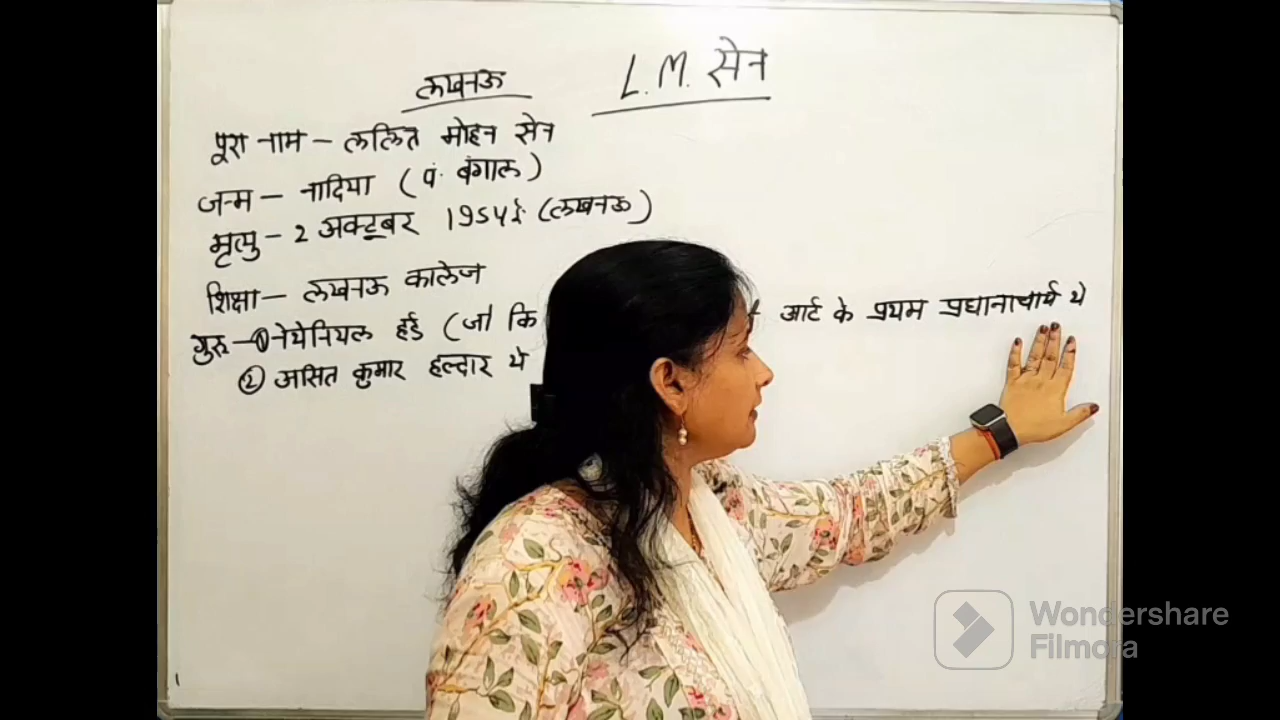 L.M. सेन
लखनऊ
पूरा नाम – ललित मोहन सेन
जन्म – नादिया (प. बंगाल)
मृत्यु – 2 अक्टूबर 1954 ई. (लखनऊ)
शिक्षा – लखनऊ कालेज
गुरु – ① नेथेनियल हर्ड (जो कि आर्ट के प्रथम प्रधानाचार्य थे
② असित कुमार हल्दार थे
Wondershare
Filmora